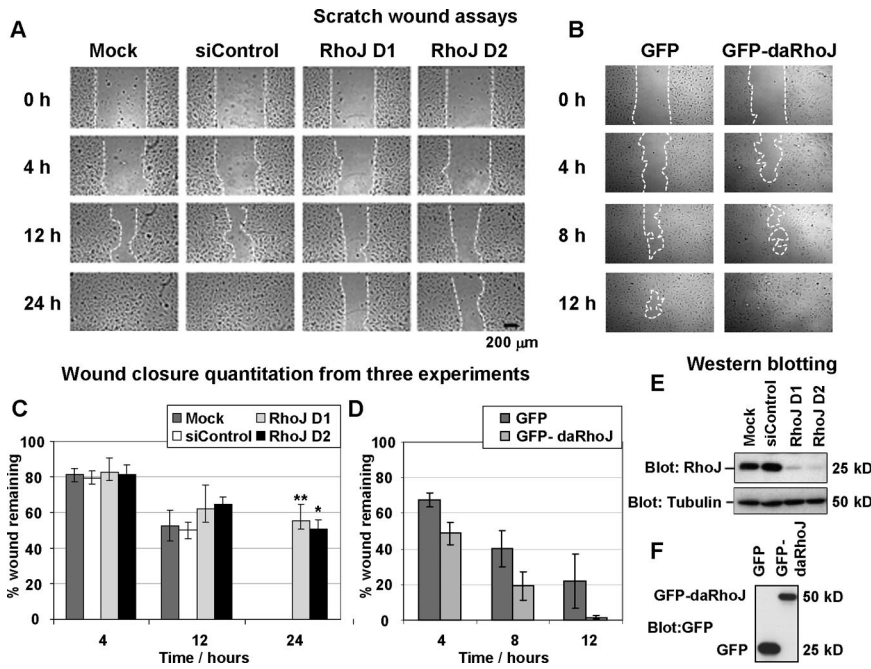 Scratch wound assays
A
Mock siControl RhoJ D1 RhoJ D2
0 h
4 h
12 h
24 h
200 μm
B
GFP GFP-daRhoJ
0 h
4 h
8 h
12 h
Wound closure quantitation from three experiments
C
Mock RhoJ D1
siControl RhoJ D2
% wound remaining
100
80
60
40
20
0
** *
4 12 24
Time / hours
D
GFP
GFP- daRhoJ
% wound remaining
100
80
60
40
20
0
4 8 12
Time / hours
Western blotting
E
Mock siControl RhoJ D1 RhoJ D2
Blot: RhoJ 25 kD
Blot: Tubulin 50 kD
F
GFP GFP-daRhoJ
GFP-daRhoJ 50 kD
Blot:GFP
GFP 25 kD